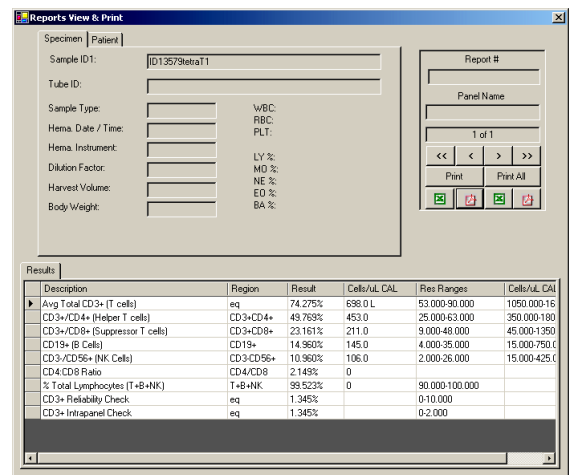 Reports View & Print
Specimen Patient
Sample ID1: ID13579tetraT1
Tube ID:
Sample Type:
Hema. Date / Time:
Hema. Instrument:
Dilution Factor:
Harvest Volume:
Body Weight:
WBC:
RBC:
PLT:
LY %:
MO %:
NE %:
EO %:
BA %:
Report #
Panel Name
1 of 1
<< < > >>
Print Print All
Results
Description Region Result Cells/uL CAL Res Ranges Cells/uL CAL
Avg Total CD3+ (T cells) eq 74.275% 698.0 L 53.000-90.000 1050.000-16
CD3+/CD4+ (Helper T cells) CD3+CD4+ 49.769% 453.0 25.000-63.000 350.000-180
CD3+/CD8+ (Suppressor T cells) CD3+CD8+ 23.161% 211.0 9.000-48.000 45.000-1350
CD19+ (B Cells) CD19+ 14.960% 145.0 4.000-35.000 15.000-750.0
CD3-/CD56+ (NK Cells) CD3-CD56+ 10.960% 106.0 2.000-26.000 15.000-425.0
CD4:CD8 Ratio CD4/CD8 2.149% 0
% Total Lymphocytes (T+B+NK) T+B+NK 99.523% 0 90.000-100.000
CD3+ Reliability Check eq 1.345% 0-10.000
CD3+ Intrapanel Check eq 1.345% 0-2.000